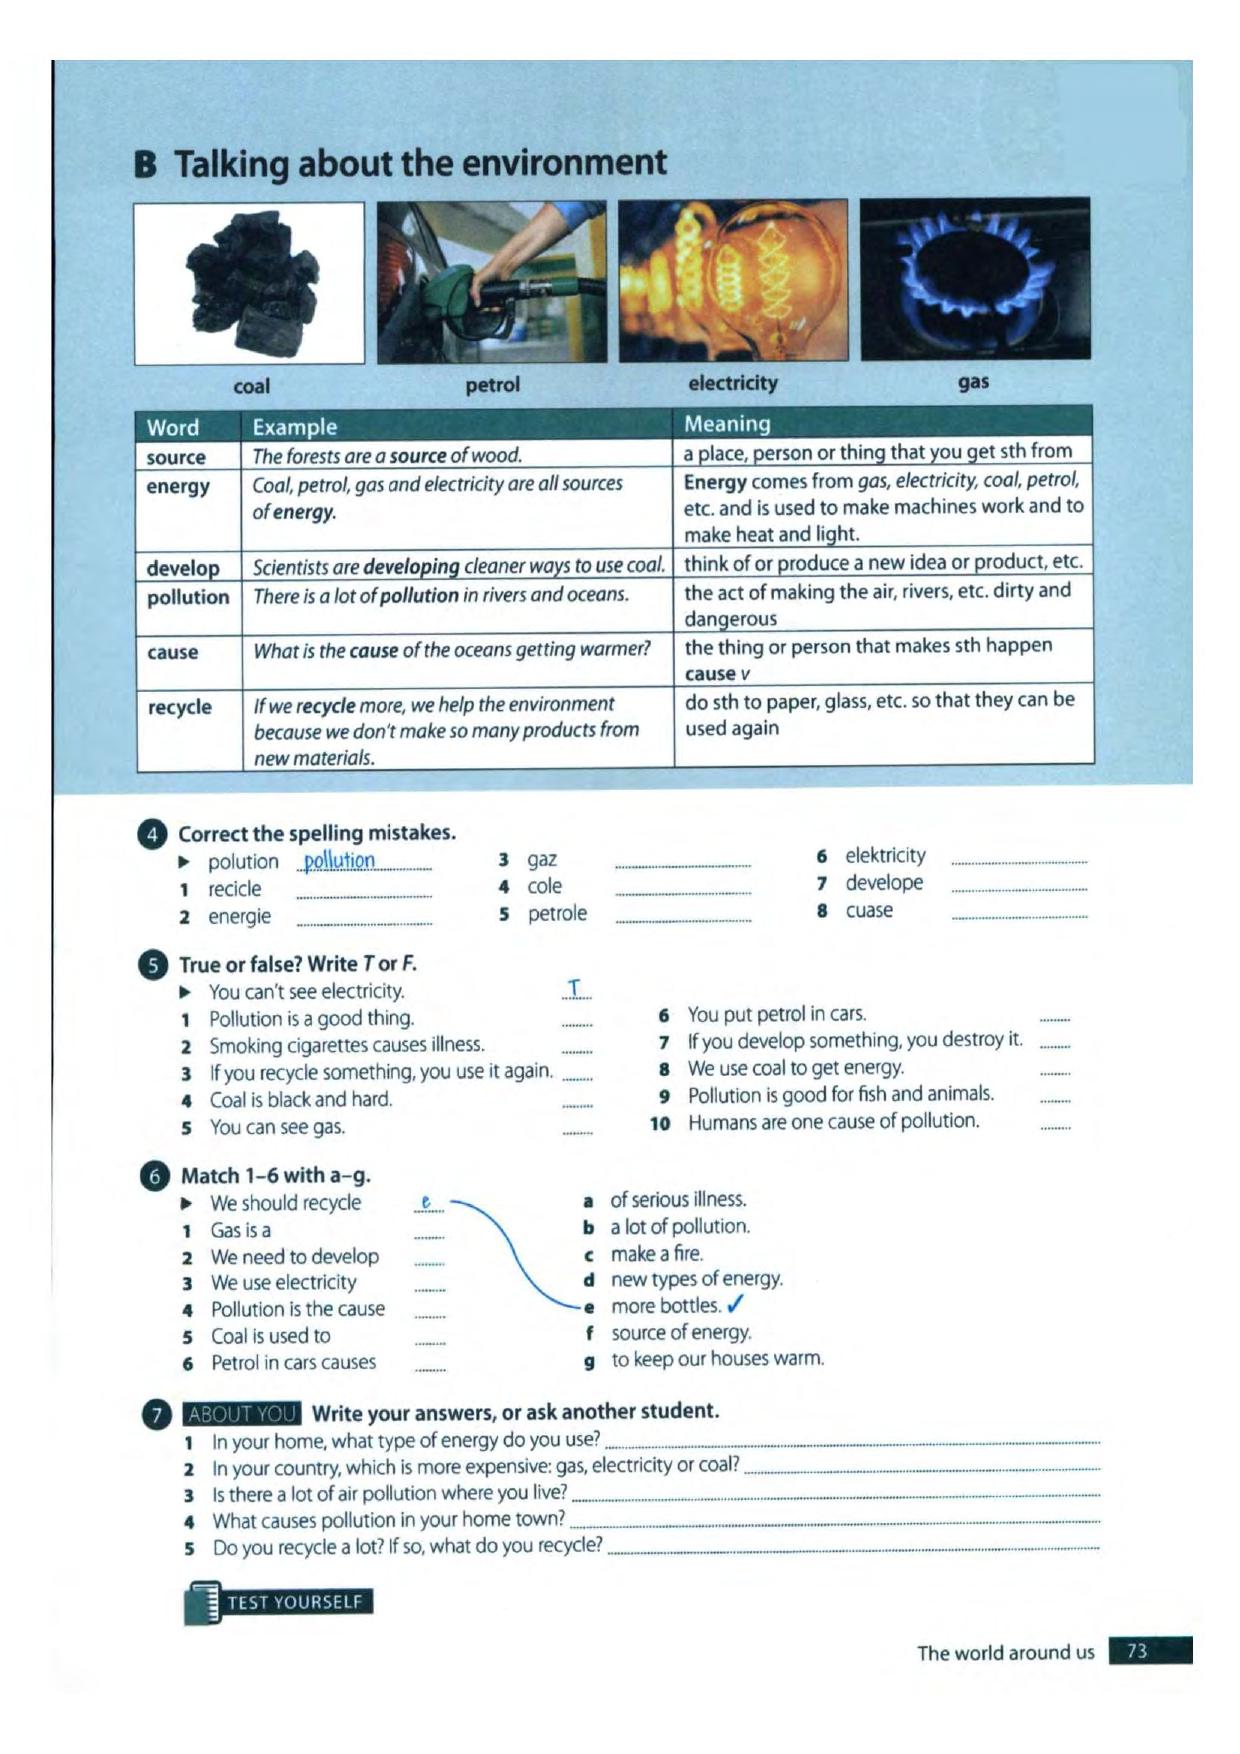 B Talking about the environment
coal petrol electricity gas
Word Example Meaning
source The forests are a source of wood. a place, person or thing that you get sth from
energy Coal, petrol, gas and electricity are all sources of energy. Energy comes from gas, electricity, coal, petrol, etc. and is used to make machines work and to make heat and light.
develop Scientists are developing cleaner ways to use coal. think of or produce a new idea or product, etc.
pollution There is a lot of pollution in rivers and oceans. the act of making the air, rivers, etc. dirty and dangerous
cause What is the cause of the oceans getting warmer? the thing or person that makes sth happen cause v
recycle If we recycle more, we help the environment because we don't make so many products from new materials. do sth to paper, glass, etc. so that they can be used again
4 Correct the spelling mistakes.
▶ polution pollution
1 recicle
2 energie
3 gaz
4 cole
5 petrole
6 elektricity
7 develope
8 cuase
5 True or false? Write T or F.
▶ You can't see electricity. T
1 Pollution is a good thing.
2 Smoking cigarettes causes illness.
3 If you recycle something, you use it again.
4 Coal is black and hard.
5 You can see gas.
6 You put petrol in cars.
7 If you develop something, you destroy it.
8 We use coal to get energy.
9 Pollution is good for fish and animals.
10 Humans are one cause of pollution.
6 Match 1–6 with a–g.
▶ We should recycle e
1 Gas is a
2 We need to develop
3 We use electricity
4 Pollution is the cause
5 Coal is used to
6 Petrol in cars causes
a of serious illness.
b a lot of pollution.
c make a fire.
d new types of energy.
e more bottles. ✓
f source of energy.
g to keep our houses warm.
7 ABOUT YOU Write your answers, or ask another student.
1 In your home, what type of energy do you use?
2 In your country, which is more expensive: gas, electricity or coal?
3 Is there a lot of air pollution where you live?
4 What causes pollution in your home town?
5 Do you recycle a lot? If so, what do you recycle?
TEST YOURSELF
The world around us 73